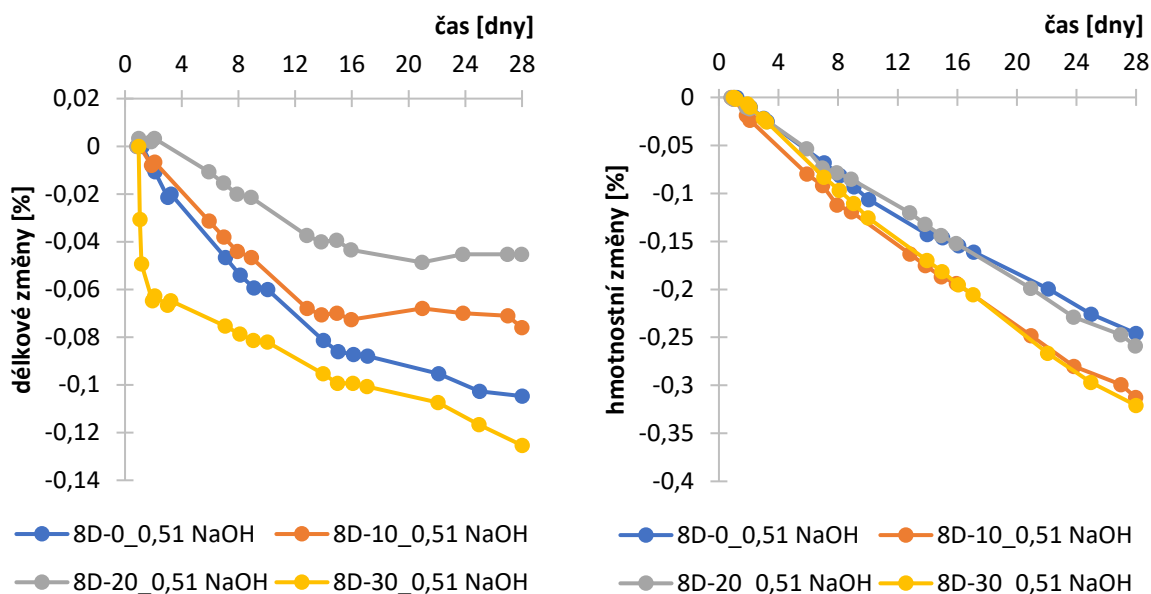 čas [dny]
0 4 8 12 16 20 24 28
0,02
0
-0,02
-0,04
-0,06
-0,08
-0,1
-0,12
-0,14
délkové změny [%]
8D-0_0,51 NaOH 8D-10_0,51 NaOH
8D-20_0,51 NaOH 8D-30_0,51 NaOH
čas [dny]
0 4 8 12 16 20 24 28
0
-0,05
-0,1
-0,15
-0,2
-0,25
-0,3
-0,35
-0,4
hmotnostní změny [%]
8D-0_0,51 NaOH 8D-10_0,51 NaOH
8D-20 0,51 NaOH 8D-30 0,51 NaOH